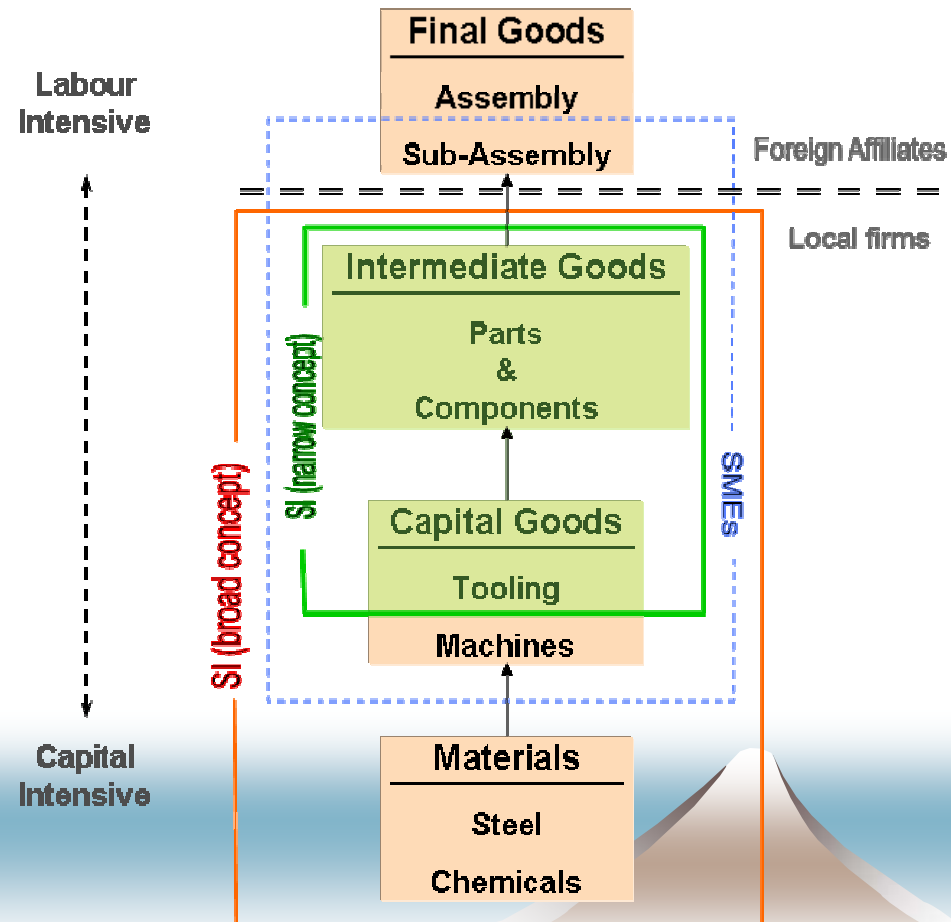 Final Goods
Assembly
Sub-Assembly
Labour
Intensive
Foreign Affiliates
Local firms
Intermediate Goods
Parts
&
Components
SI (narrow concept)
SI (broad concept)
SMEs
Capital Goods
Tooling
Machines
Capital
Intensive
Materials
Steel
Chemicals